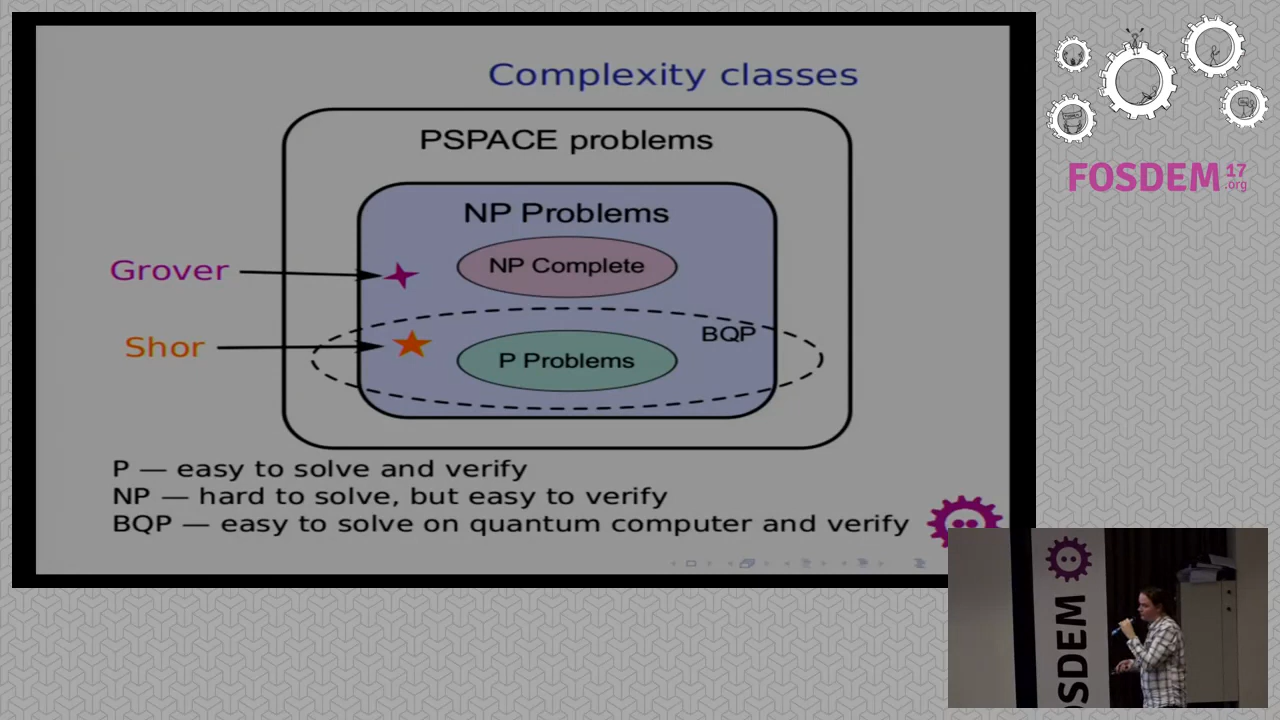 Complexity classes
PSPACE problems
NP Problems
NP Complete
Grover
BQP
Shor
P Problems
P — easy to solve and verify
NP — hard to solve, but easy to verify
BQP — easy to solve on quantum computer and verify
FOSDEM 17
.org
FOSDEM